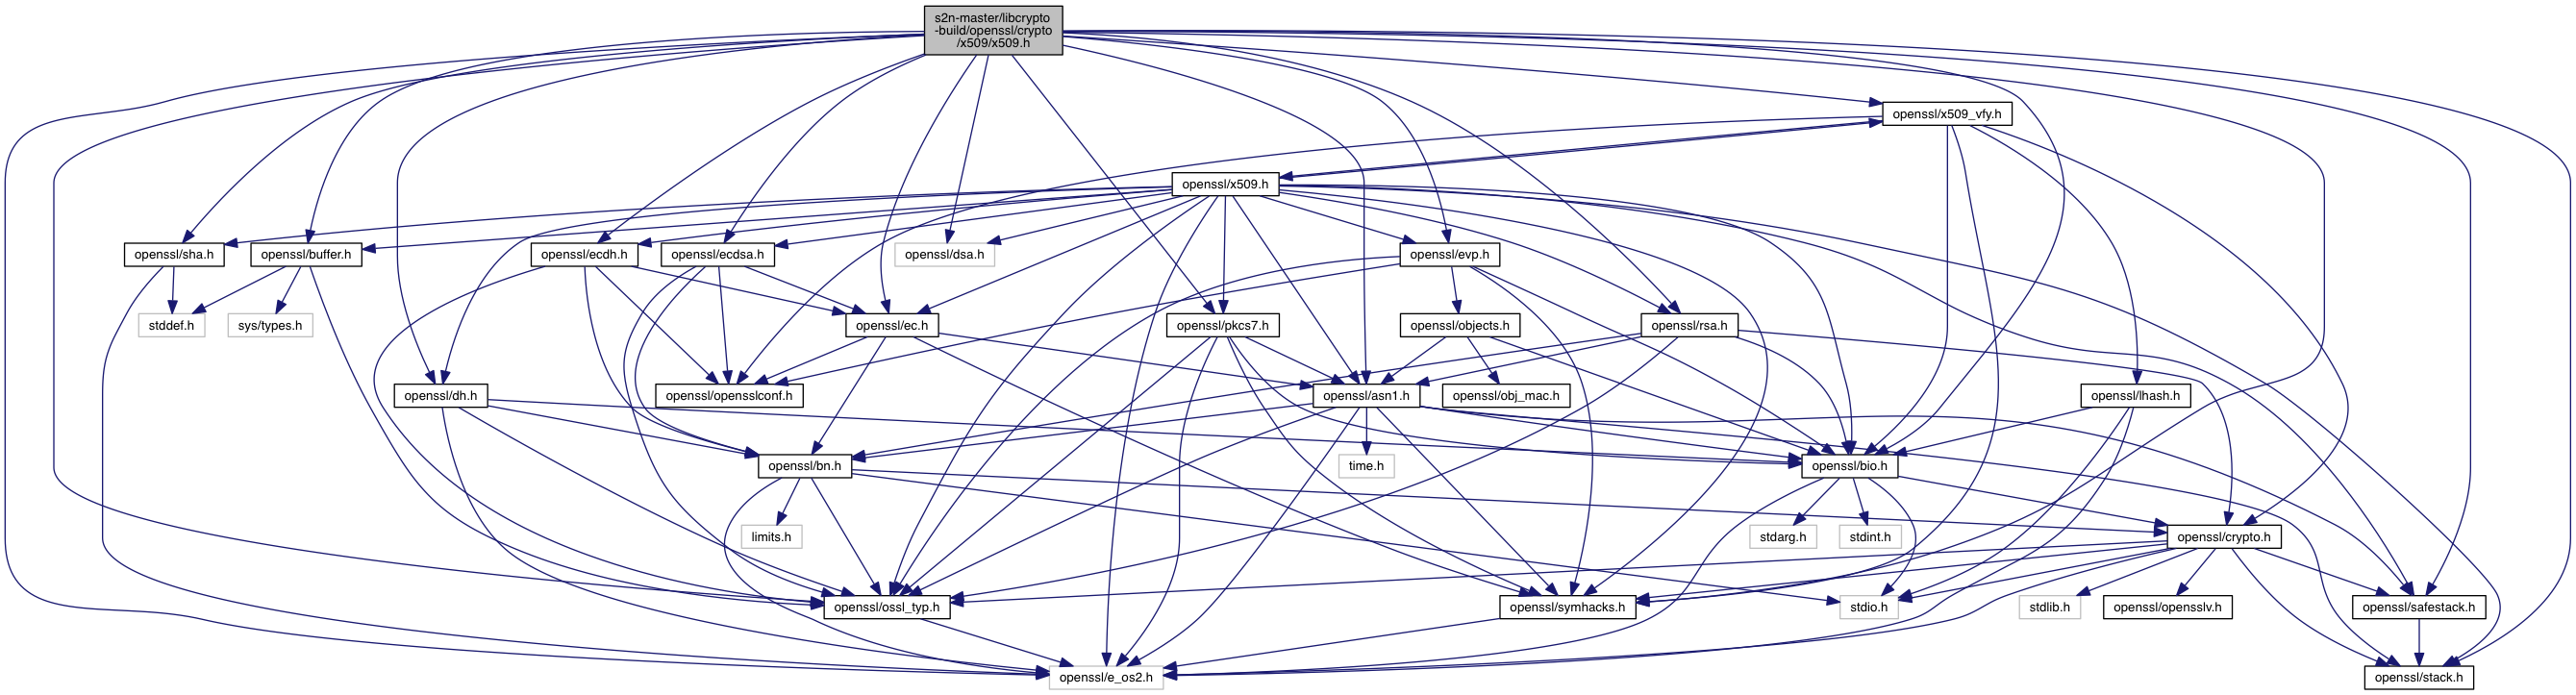 s2n-master/libcrypto
-build/openssl/crypto
/x509/x509.h
openssl/x509_vfy.h
openssl/x509.h
openssl/sha.h
openssl/buffer.h
openssl/ecdh.h
openssl/ecdsa.h
openssl/dsa.h
openssl/evp.h
stddef.h
sys/types.h
openssl/ec.h
openssl/pkcs7.h
openssl/objects.h
openssl/rsa.h
openssl/dh.h
openssl/opensslconf.h
openssl/asn1.h
openssl/obj_mac.h
openssl/lhash.h
openssl/bn.h
time.h
openssl/bio.h
limits.h
stdarg.h
stdint.h
openssl/crypto.h
openssl/ossl_typ.h
openssl/symhacks.h
stdio.h
stdlib.h
openssl/opensslv.h
openssl/safestack.h
openssl/e_os2.h
openssl/stack.h